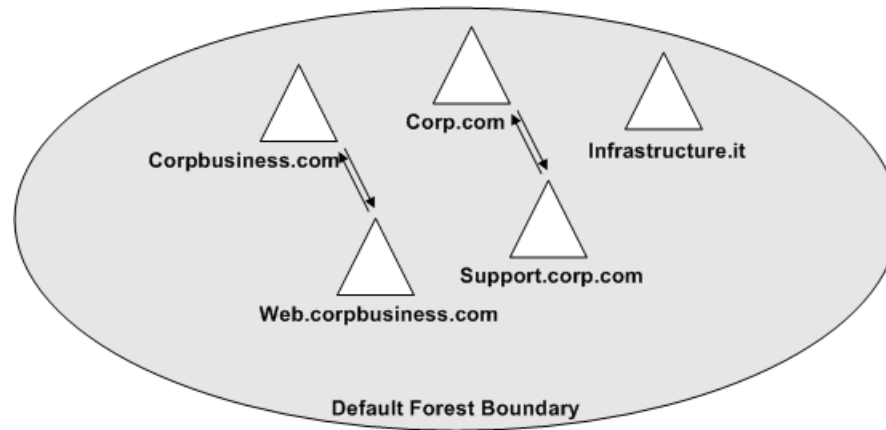 Corp.com
Corpbusiness.com
Infrastructure.it
Support.corp.com
Web.corpbusiness.com
Default Forest Boundary